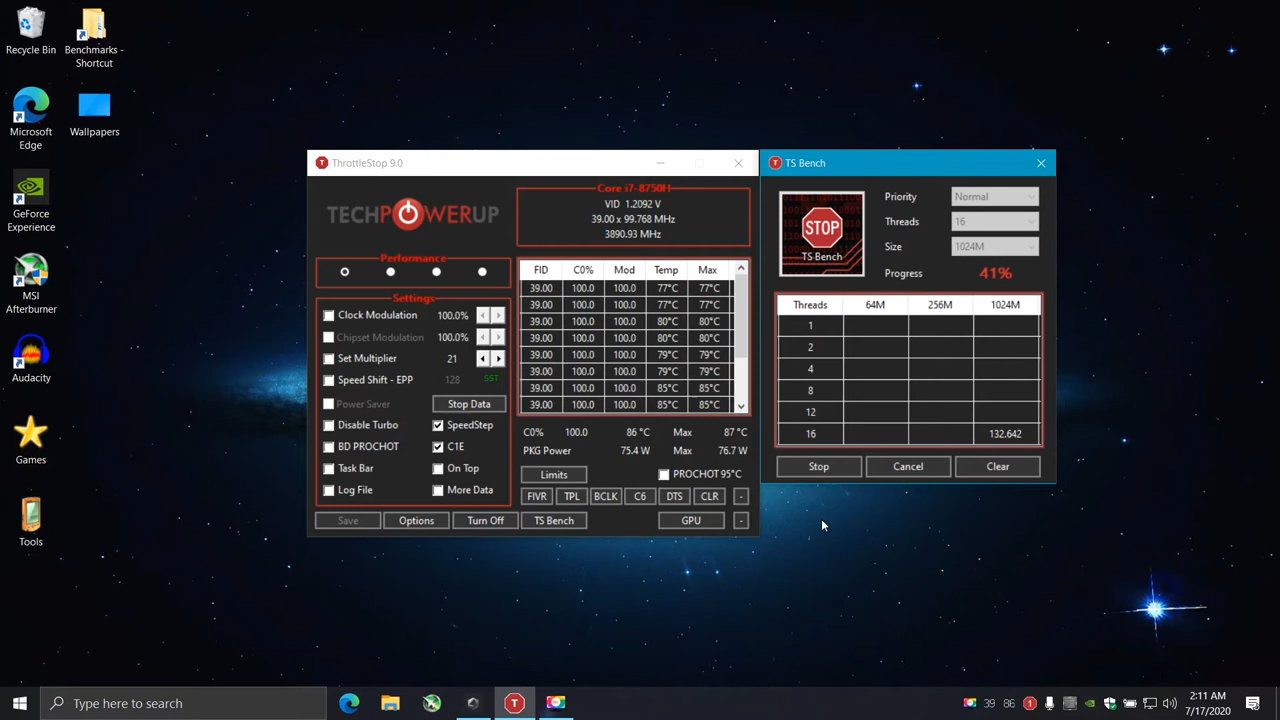 Recycle Bin
Benchmarks -
Shortcut
Microsoft
Edge
Wallpapers
GeForce
Experience
MSI
Afterburner
Audacity
Games
Tools
ThrottleStop 9.0
TECHPOWERUP
Core i7-8750H
VID 1.2092 V
39.00 x 99.768 MHz
3890.93 MHz
Performance
Settings
Clock Modulation 100.0%
Chipset Modulation 100.0%
Set Multiplier 21
Speed Shift - EPP 128 SST
Power Saver Stop Data
Disable Turbo SpeedStep
BD PROCHOT C1E
Task Bar On Top
Log File More Data
Save Options Turn Off TS Bench
FID C0% Mod Temp Max
39.00 100.0 100.0 77°C 77°C
39.00 100.0 100.0 77°C 77°C
39.00 100.0 100.0 80°C 80°C
39.00 100.0 100.0 80°C 80°C
39.00 100.0 100.0 79°C 79°C
39.00 100.0 100.0 79°C 79°C
39.00 100.0 100.0 85°C 85°C
39.00 100.0 100.0 85°C 85°C
C0% 100.0 86 °C Max 87 °C
PKG Power 75.4 W Max 76.7 W
Limits PROCHOT 95°C
FIVR TPL BCLK C6 DTS CLR -
GPU -
TS Bench
STOP
TS Bench
Priority Normal
Threads 16
Size 1024M
Progress 41%
Threads 64M 256M 1024M
1
2
4
8
12
16 132.642
Stop Cancel Clear
Type here to search
39 86
2:11 AM
7/17/2020